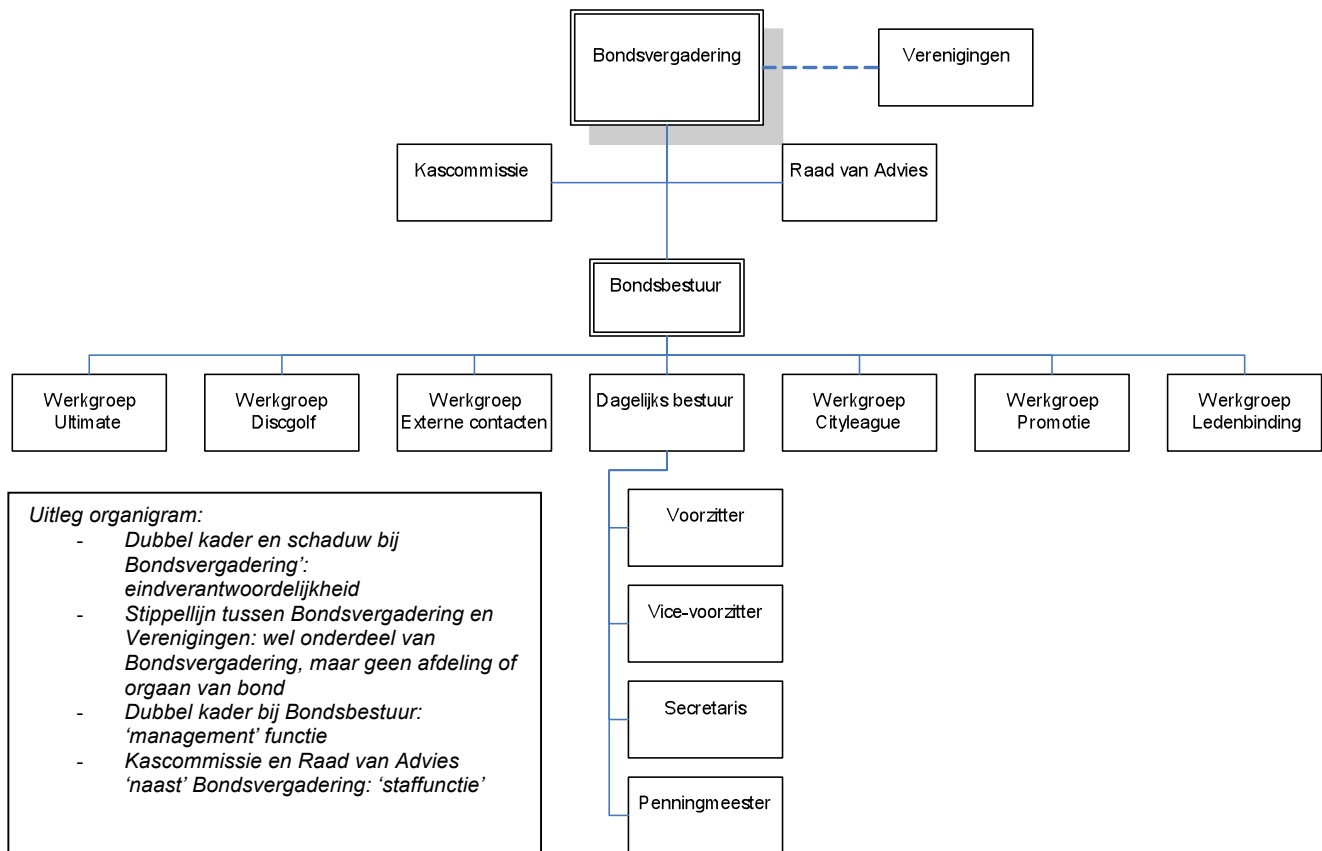 Bondsvergadering
Verenigingen
Kascommissie
Raad van Advies
Bondsbestuur
Werkgroep
Ultimate
Werkgroep
Discgolf
Werkgroep
Externe contacten
Dagelijks bestuur
Werkgroep
Cityleague
Werkgroep
Promotie
Werkgroep
Ledenbinding
Voorzitter
Vice-voorzitter
Secretaris
Penningmeester
Uitleg organigram:
- Dubbel kader en schaduw bij
Bondsvergadering’:
eindverantwoordelijkheid
- Stippellijn tussen Bondsvergadering en
Verenigingen: wel onderdeel van
Bondsvergadering, maar geen afdeling of
orgaan van bond
- Dubbel kader bij Bondsbestuur:
‘management’ functie
- Kascommissie en Raad van Advies
‘naast’ Bondsvergadering: ‘staffunctie’